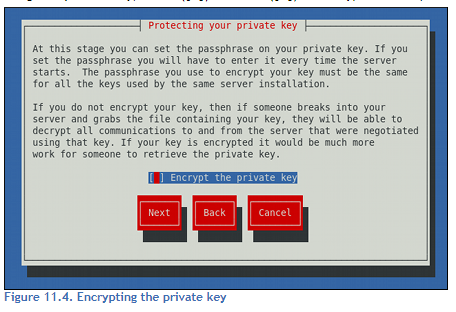 Protecting your private key
At this stage you can set the passphrase on your private key. If you
set the passphrase you will have to enter it every time the server
starts.  The passphrase you use to encrypt your key must be the same
for all the keys used by the same server installation.
If you do not encrypt your key, then if someone breaks into your
server and grabs the file containing your key, they will be able to
decrypt all communications to and from the server that were negotiated
using that key. If your key is encrypted it would be much more
work for someone to retrieve the private key.
[ ] Encrypt the private key
Next Back Cancel
Figure 11.4. Encrypting the private key